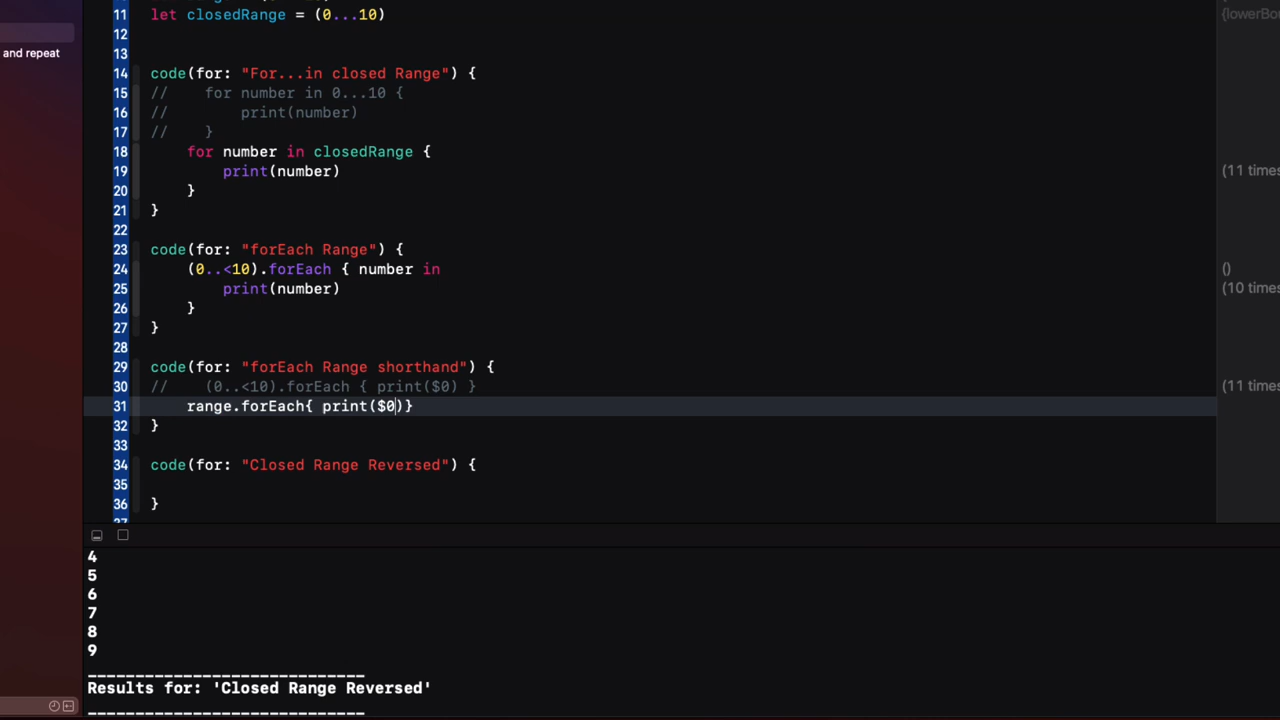 11 let closedRange = (0...10)
{lowerBo
12
and repeat
13
14 code(for: "For...in closed Range") {
15 //    for number in 0...10 {
16 //        print(number)
17 //    }
18     for number in closedRange {
19         print(number)
(11 times
20     }
21 }
22
23 code(for: "forEach Range") {
24     (0..<10).forEach { number in
()
25         print(number)
(10 times
26     }
27 }
28
29 code(for: "forEach Range shorthand") {
30 //    (0..<10).forEach { print($0) }
(11 times
31     range.forEach{ print($0)}
32 }
33
34 code(for: "Closed Range Reversed") {
35
36 }
4
5
6
7
8
9
____________________________
Results for: 'Closed Range Reversed'
____________________________